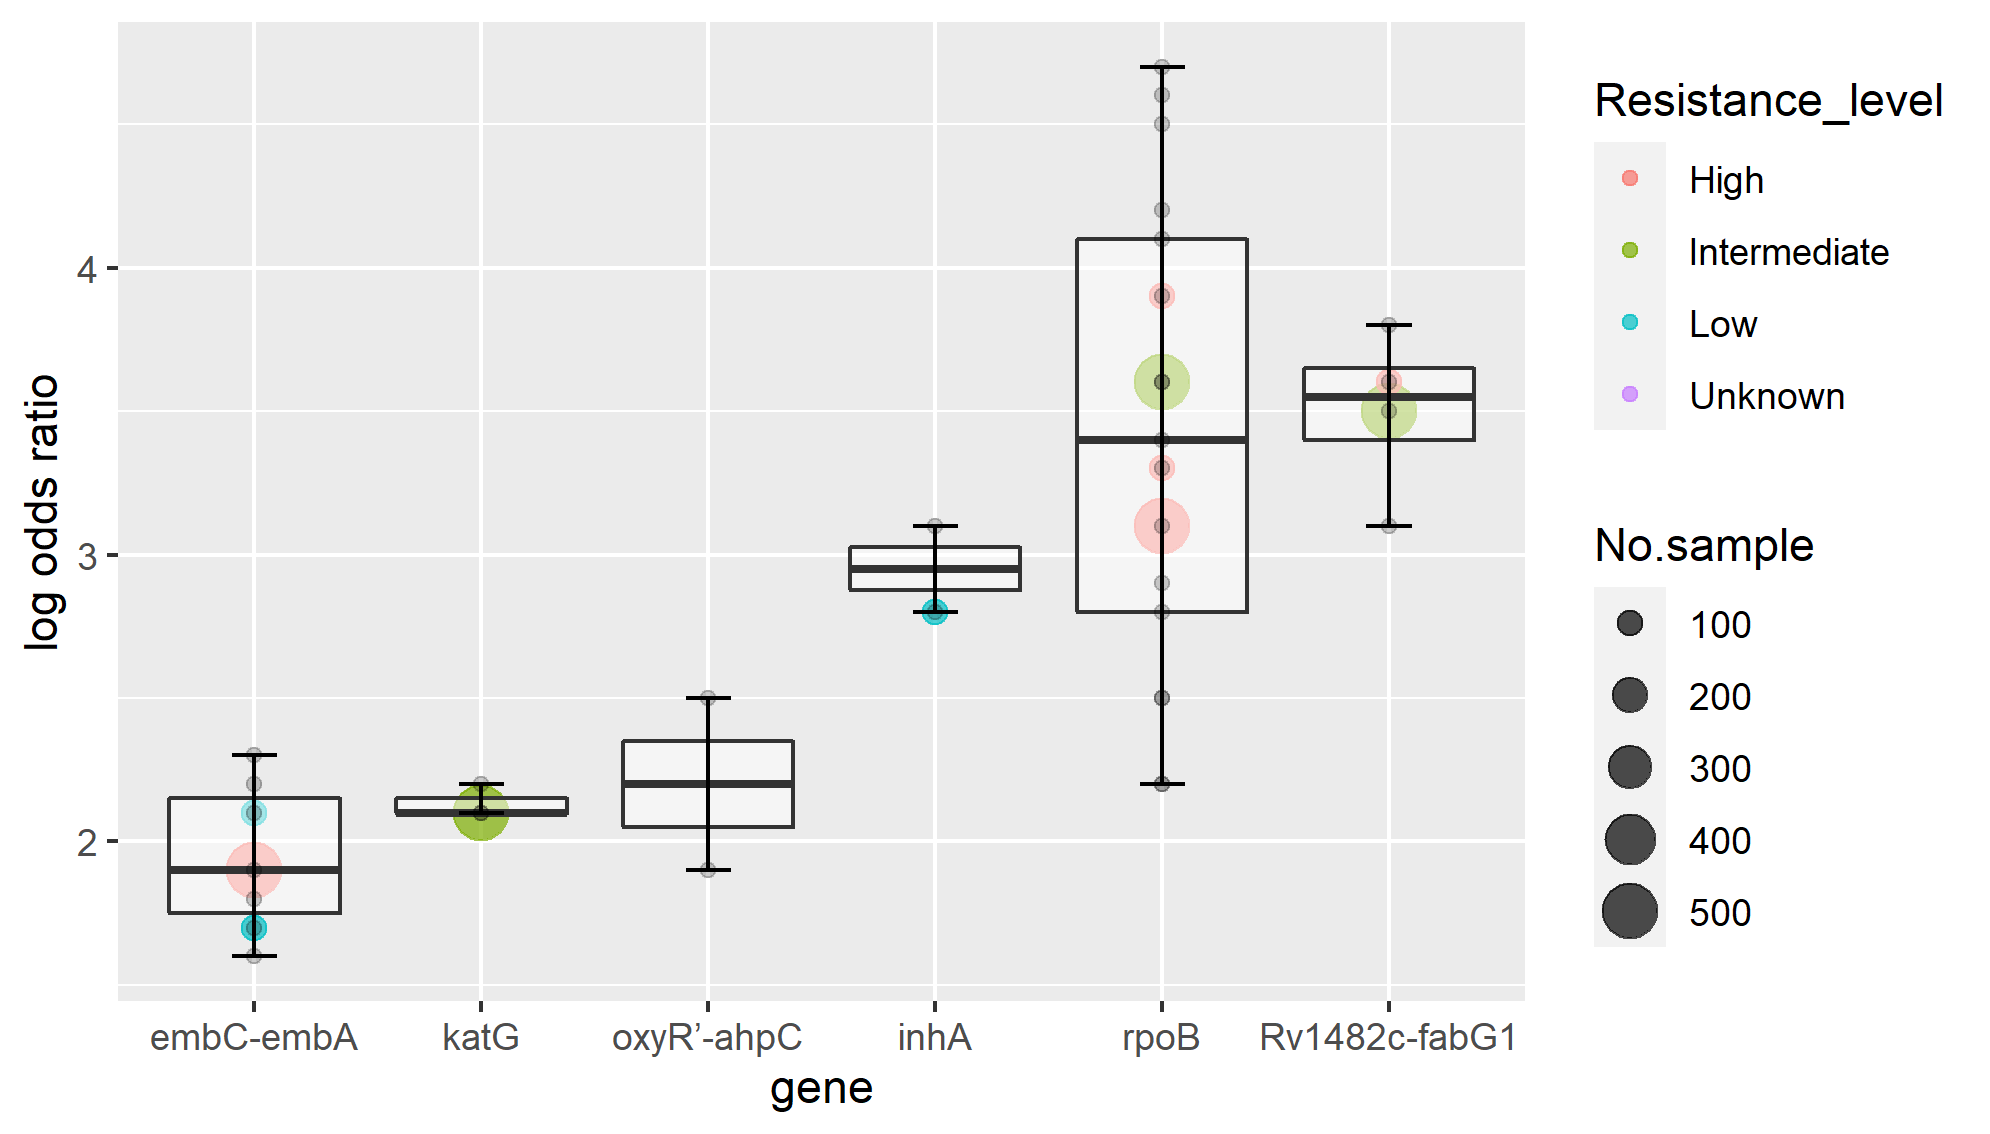 log odds ratio
4
3
2
embC-embA
katG
oxyR’-ahpC
inhA
rpoB
Rv1482c-fabG1
gene
Resistance_level
High
Intermediate
Low
Unknown
No.sample
100
200
300
400
500